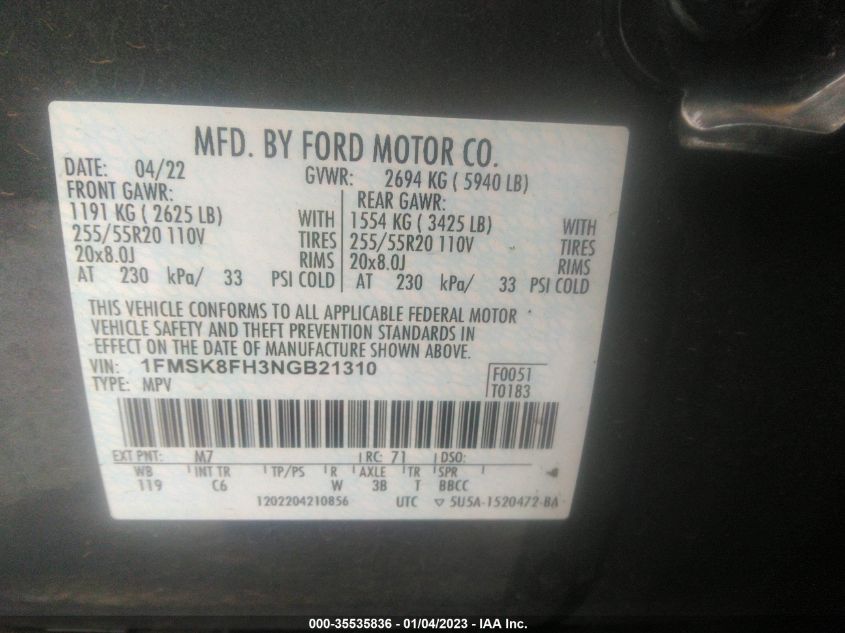 MFD. BY FORD MOTOR CO.
DATE: 04/22 GVWR: 2694 KG ( 5940 LB)
FRONT GAWR: REAR GAWR:
1191 KG ( 2625 LB) WITH 1554 KG ( 3425 LB) WITH
255/55R20 110V TIRES 255/55R20 110V TIRES
20x8.0J RIMS 20x8.0J RIMS
AT 230 kPa/ 33 PSI COLD AT 230 kPa/ 33 PSI COLD
THIS VEHICLE CONFORMS TO ALL APPLICABLE FEDERAL MOTOR
VEHICLE SAFETY AND THEFT PREVENTION STANDARDS IN
EFFECT ON THE DATE OF MANUFACTURE SHOWN ABOVE.
VIN: 1FMSK8FH3NGB21310 F0051
TYPE: MPV T0183
EXT PNT: M7 RC: 71 DSO:
WB INT TR TP/PS R AXLE TR SPR
119 C6 W 3B T BBCC
1202204210856 UTC ▽ 5U5A-1520472-BA
000-35535836 - 01/04/2023 - IAA Inc.